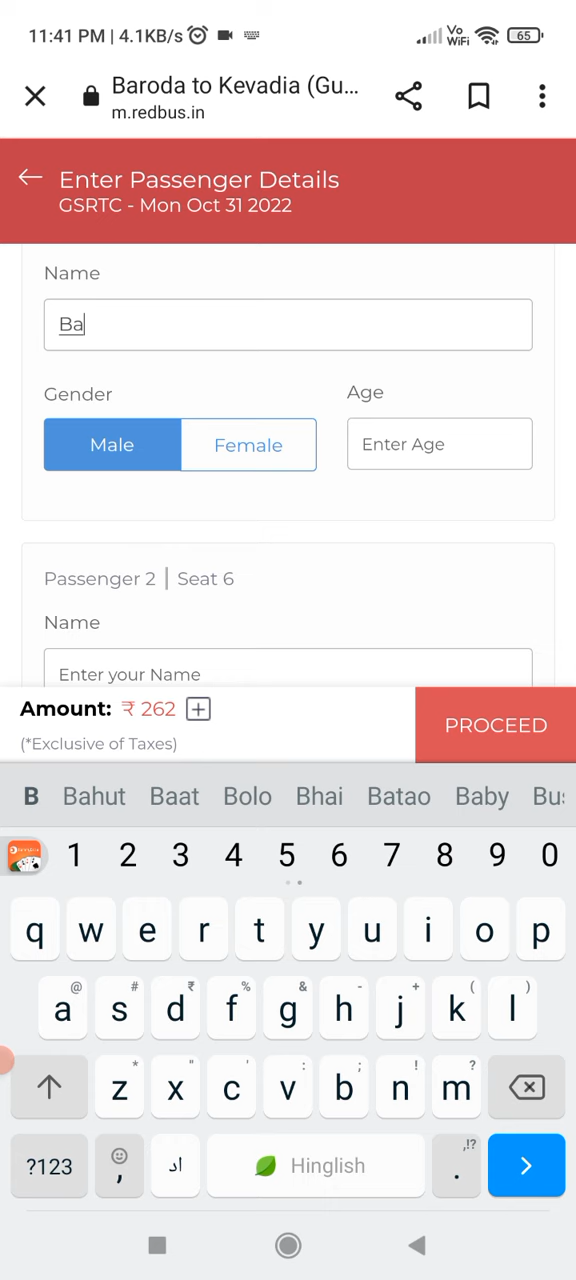 11:41 PM | 4.1KB/s Vo WiFi 65
Baroda to Kevadia (Gu...
m.redbus.in
Enter Passenger Details
GSRTC - Mon Oct 31 2022
Name
Ba
Gender Age
Male Female Enter Age
Passenger 2 | Seat 6
Name
Enter your Name
Amount: ₹ 262 +
(*Exclusive of Taxes)
PROCEED
B Bahut Baat Bolo Bhai Batao Baby Bus
1 2 3 4 5 6 7 8 9 0
q w e r t y u i o p
@ # ₹ % & - + ( )
a s d f g h j k l
* " ' : ; ! ?
z x c v b n m
?123 , اد Hinglish . ,!?